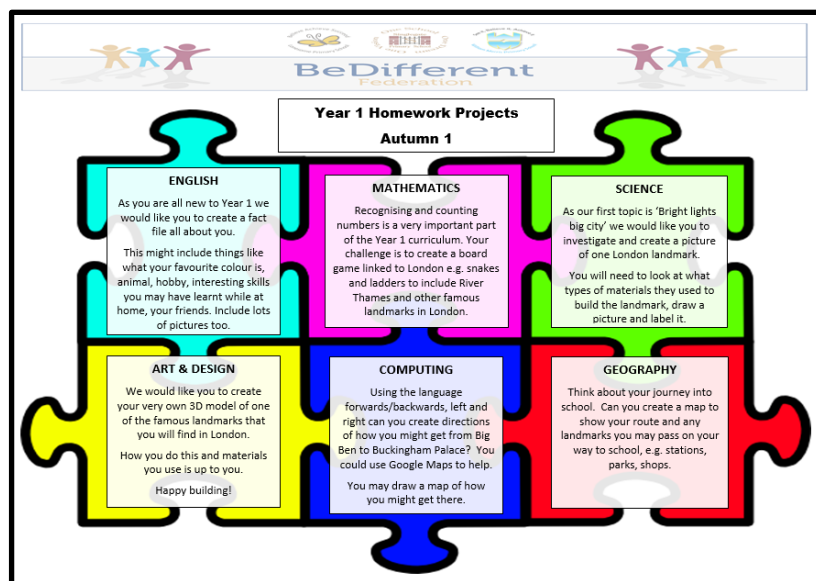 BeDifferent
Federation
Year 1 Homework Projects
Autumn 1
ENGLISH
As you are all new to Year 1 we
would like you to create a fact
file all about you.
This might include things like
what your favourite colour is,
animal, hobby, interesting skills
you may have learnt while at
home, your friends. Include lots
of pictures too.
MATHEMATICS
Recognising and counting
numbers is a very important part
of the Year 1 curriculum. Your
challenge is to create a board
game linked to London e.g. snakes
and ladders to include River
Thames and other famous
landmarks in London.
SCIENCE
As our first topic is ‘Bright lights
big city’ we would like you to
investigate and create a picture
of one London landmark.
You will need to look at what
types of materials they used to
build the landmark, draw a
picture and label it.
ART & DESIGN
We would like you to create
your very own 3D model of one
of the famous landmarks that
you will find in London.
How you do this and materials
you use is up to you.
Happy building!
COMPUTING
Using the language
forwards/backwards, left and
right can you create directions
of how you might get from Big
Ben to Buckingham Palace?  You
could use Google Maps to help.
You may draw a map of how
you might get there.
GEOGRAPHY
Think about your journey into
school.  Can you create a map to
show your route and any
landmarks you may pass on your
way to school, e.g. stations,
parks, shops.